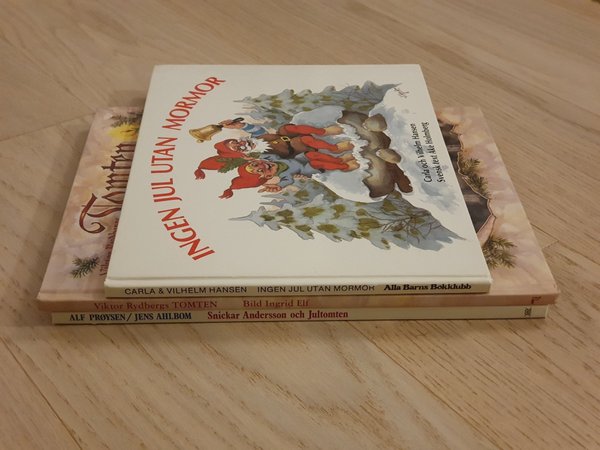 INGEN JUL UTAN MORMOR
Carla och Vilhelm Hansen
Svensk text Åke Holmberg
Tomten
CARLA & VILHELM HANSEN INGEN JUL UTAN MORMOR Alla Barns Bokklubb
Viktor Rydbergs TOMTEN Bild Ingrid Elf
ALF PRØYSEN/JENS AHLBOM Snickar Andersson och Jultomten